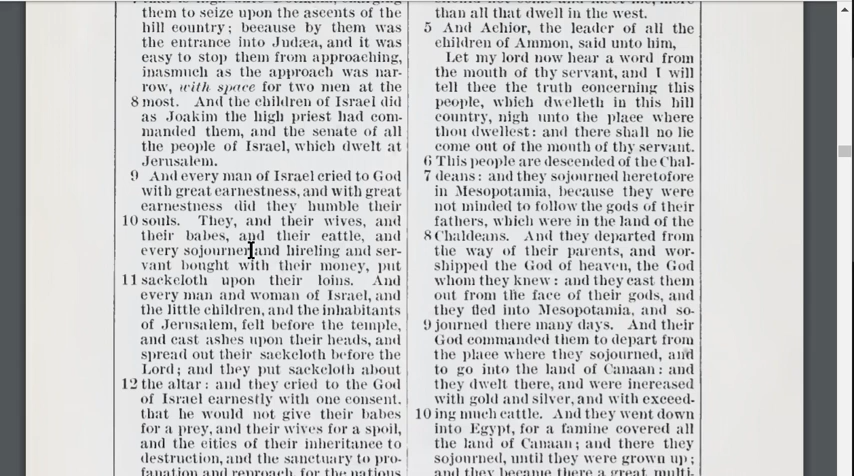 them to seize upon the ascents of the
hill country; because by them was
the entrance into Judæa, and it was
easy to stop them from approaching,
inasmuch as the approach was nar-
row, with space for two men at the
8 most. And the children of Israel did
as Joakim the high priest had com-
manded them, and the senate of all
the people of Israel, which dwelt at
Jerusalem.
9 And every man of Israel cried to God
with great earnestness, and with great
earnestness did they humble their
10 souls. They, and their wives, and
their babes, and their cattle, and
every sojourner and hireling and ser-
vant bought with their money, put
11 sackcloth upon their loins. And
every man and woman of Israel, and
the little children, and the inhabitants
of Jerusalem, fell before the temple,
and cast ashes upon their heads, and
spread out their sackcloth before the
Lord; and they put sackcloth about
12 the altar: and they cried to the God
of Israel earnestly with one consent,
that he would not give their babes
for a prey, and their wives for a spoil,
and the cities of their inheritance to
destruction, and the sanctuary to pro-
fanation and reproach, for the nations
than all that dwell in the west.
5 And Achior, the leader of all the
children of Ammon, said unto him,
Let my lord now hear a word from
the mouth of thy servant, and I will
tell thee the truth concerning this
people, which dwelleth in this hill
country, nigh unto the place where
thou dwellest: and there shall no lie
come out of the mouth of thy servant.
6 This people are descended of the Chal-
7 deans: and they sojourned heretofore
in Mesopotamia, because they were
not minded to follow the gods of their
fathers, which were in the land of the
8 Chaldeans. And they departed from
the way of their parents, and wor-
shipped the God of heaven, the God
whom they knew: and they cast them
out from the face of their gods, and
they fled into Mesopotamia, and so-
9 journed there many days. And their
God commanded them to depart from
the place where they sojourned, and
to go into the land of Canaan: and
they dwelt there, and were increased
with gold and silver, and with exceed-
10 ing much cattle. And they went down
into Egypt, for a famine covered all
the land of Canaan; and there they
sojourned, until they were grown up;
and they became there a great multi-